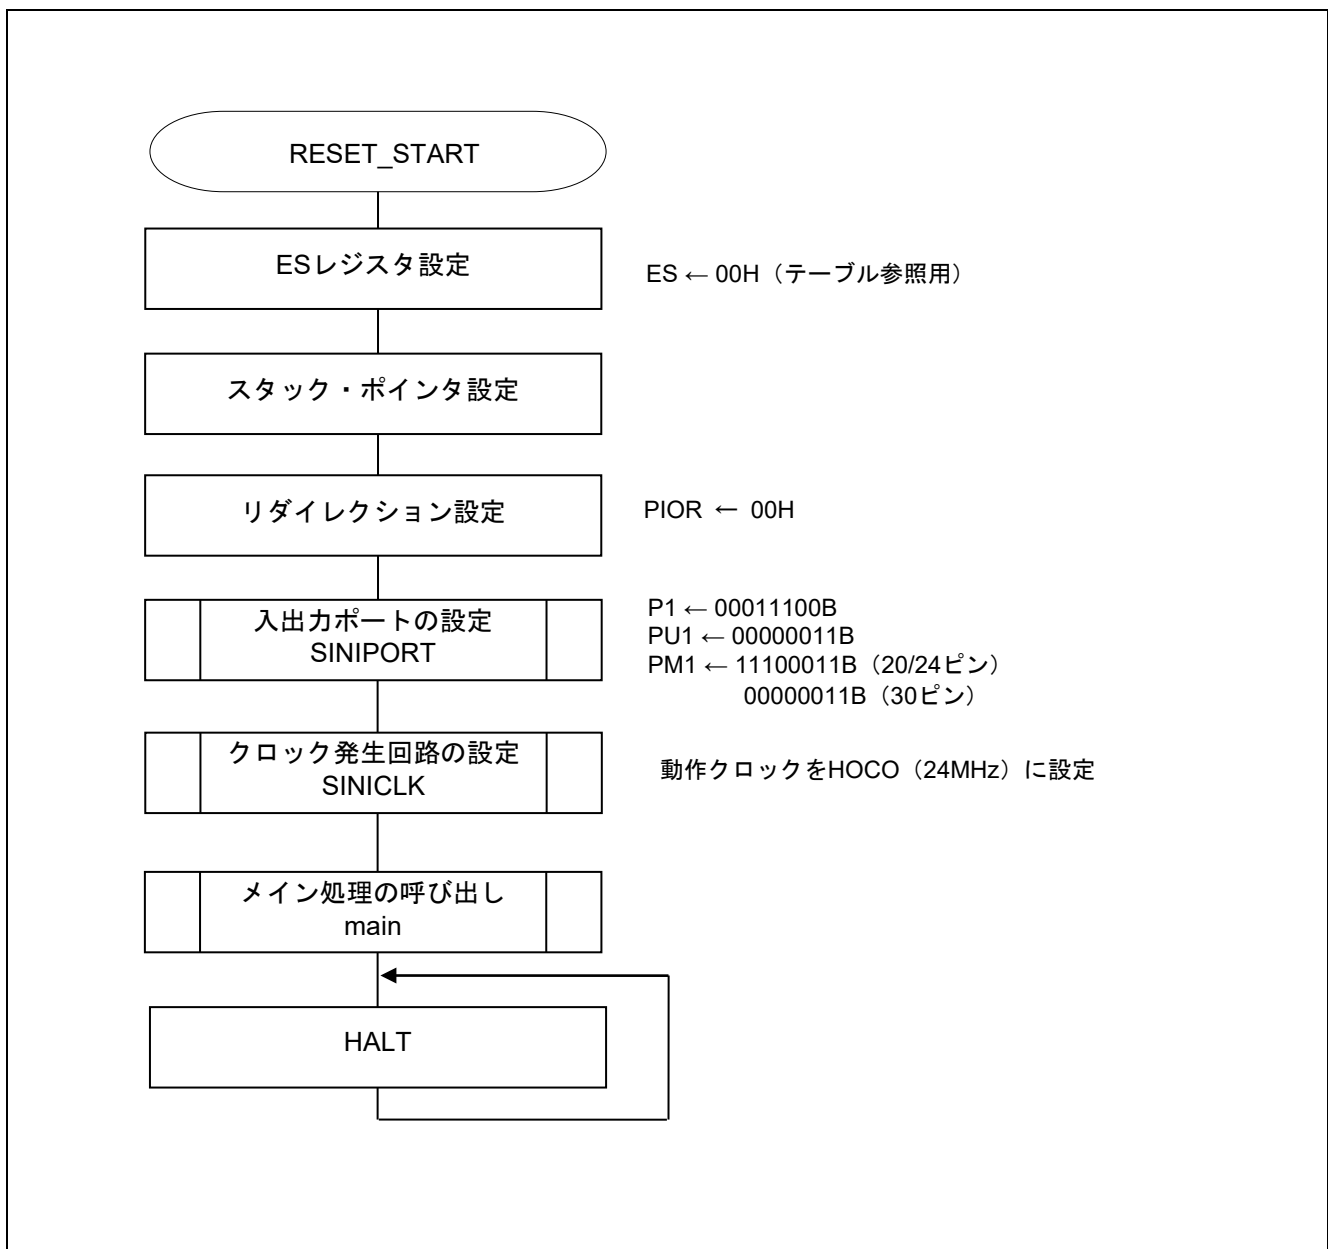 RESET_START
ESレジスタ設定
ES ← 00H（テーブル参照用）
スタック・ポインタ設定
リダイレクション設定
PIOR ← 00H
入出力ポートの設定
SINIPORT
P1 ← 00011100B
PU1 ← 00000011B
PM1 ← 11100011B（20/24ピン）
00000011B（30ピン）
クロック発生回路の設定
SINICLK
動作クロックをHOCO（24MHz）に設定
メイン処理の呼び出し
main
HALT